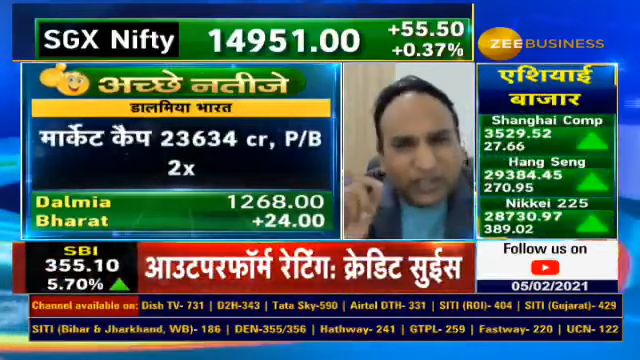 SGX Nifty 14951.00 +55.50
+0.37%
ZEE BUSINESS
अच्छे नतीजे
डालमिया भारत
मार्केट कैप 23634 cr, P/B
2x
Dalmia 1268.00
Bharat +24.00
एशियाई
बाजार
Shanghai Comp
3529.52
27.66
Hang Seng
29384.45
270.95
Nikkei 225
28730.97
389.02
SBI
355.10
5.70%
आउटपरफॉर्म रेटिंग: क्रेडिट सुईस
Follow us on
05/02/2021
Channel available on: Dish TV- 731 | D2H-343 | Tata Sky-590 | Airtel DTH- 331 | SITI (ROI)- 404 | SITI (Gujarat)- 429
SITI (Bihar & Jharkhand, WB)- 186 | DEN-355/356 | Hathway- 241 | GTPL- 259 | Fastway- 220 | UCN- 122